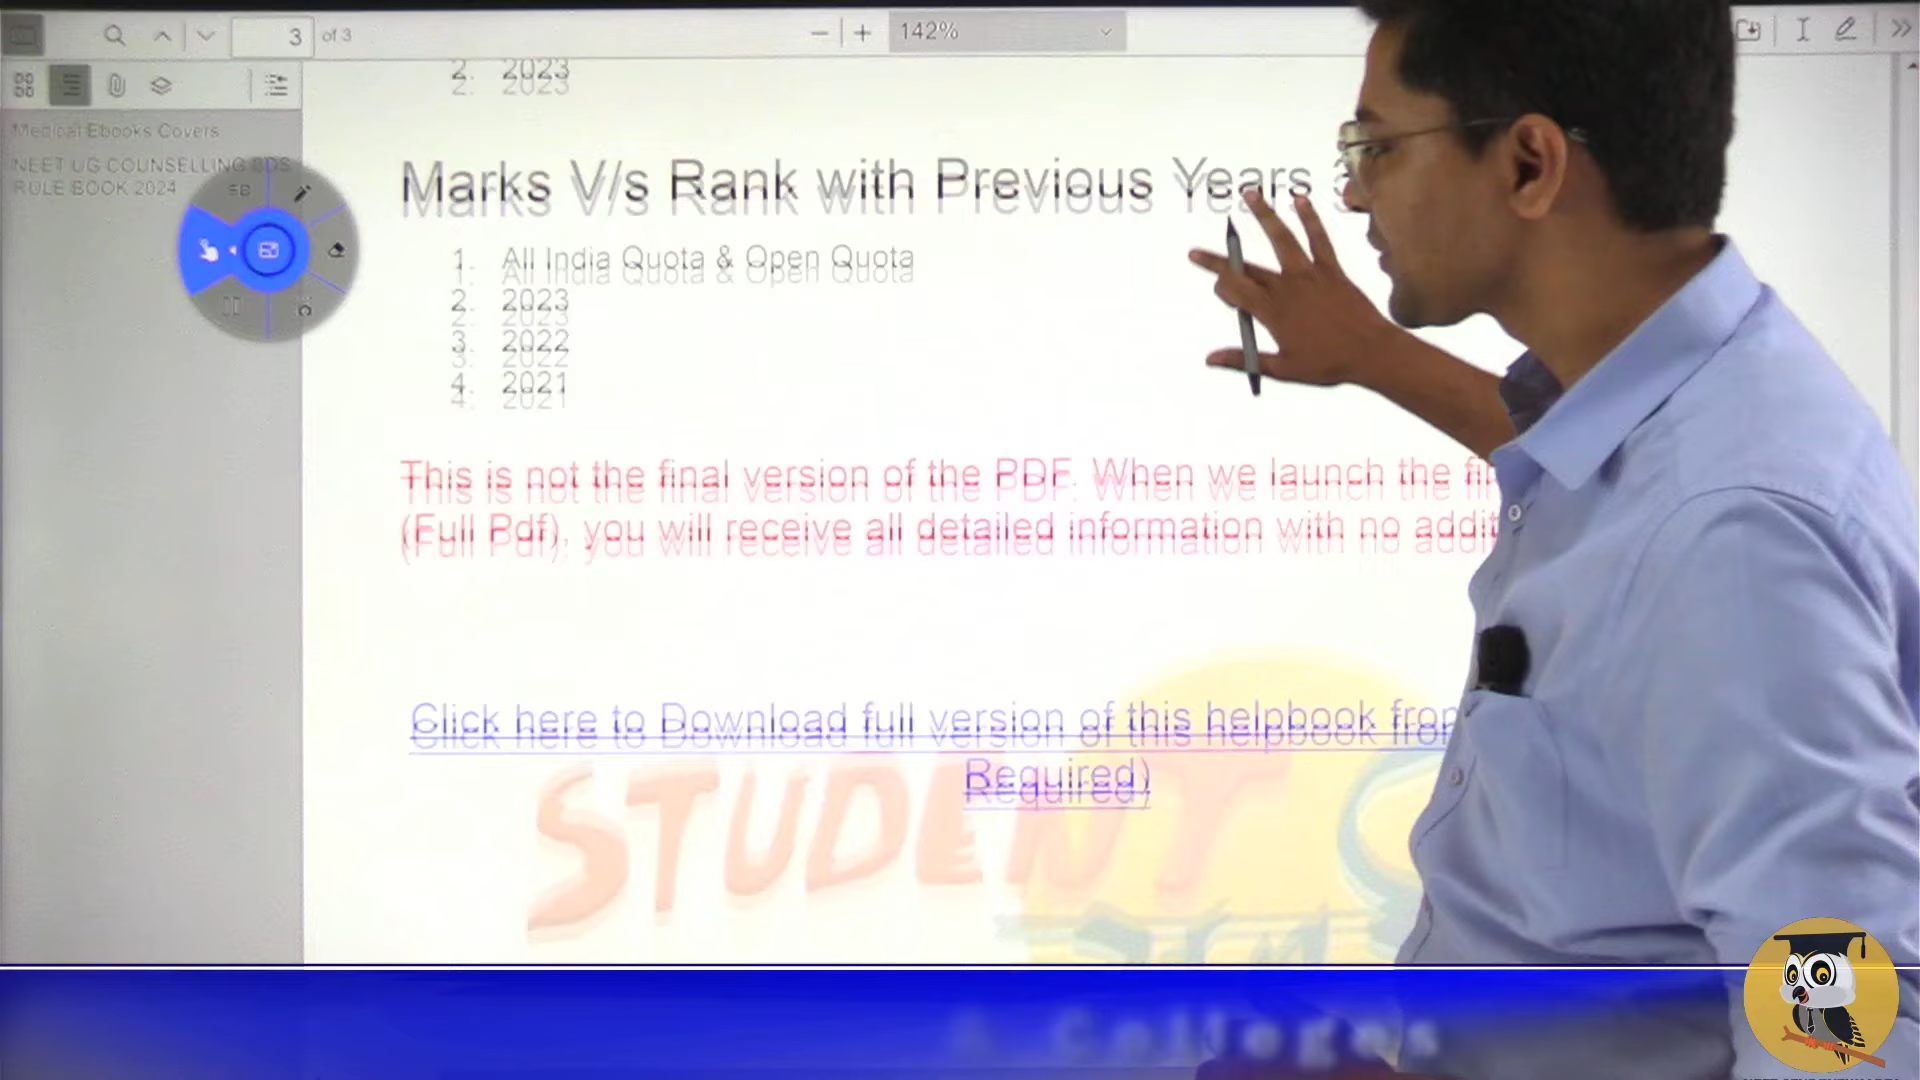 3 of 3
142%
2. 2023
Medical Ebooks Covers
NEET UG COUNSELLING BDS
RULE BOOK 2024
Marks V/s Rank with Previous Years
1. All India Quota & Open Quota
2. 2023
3. 2022
4. 2021
This is not the final version of the PDF. When we launch the
(Full Pdf), you will receive all detailed information with no
Click here to Download full version of this helpbook
Required)
STUDENT
Colleges